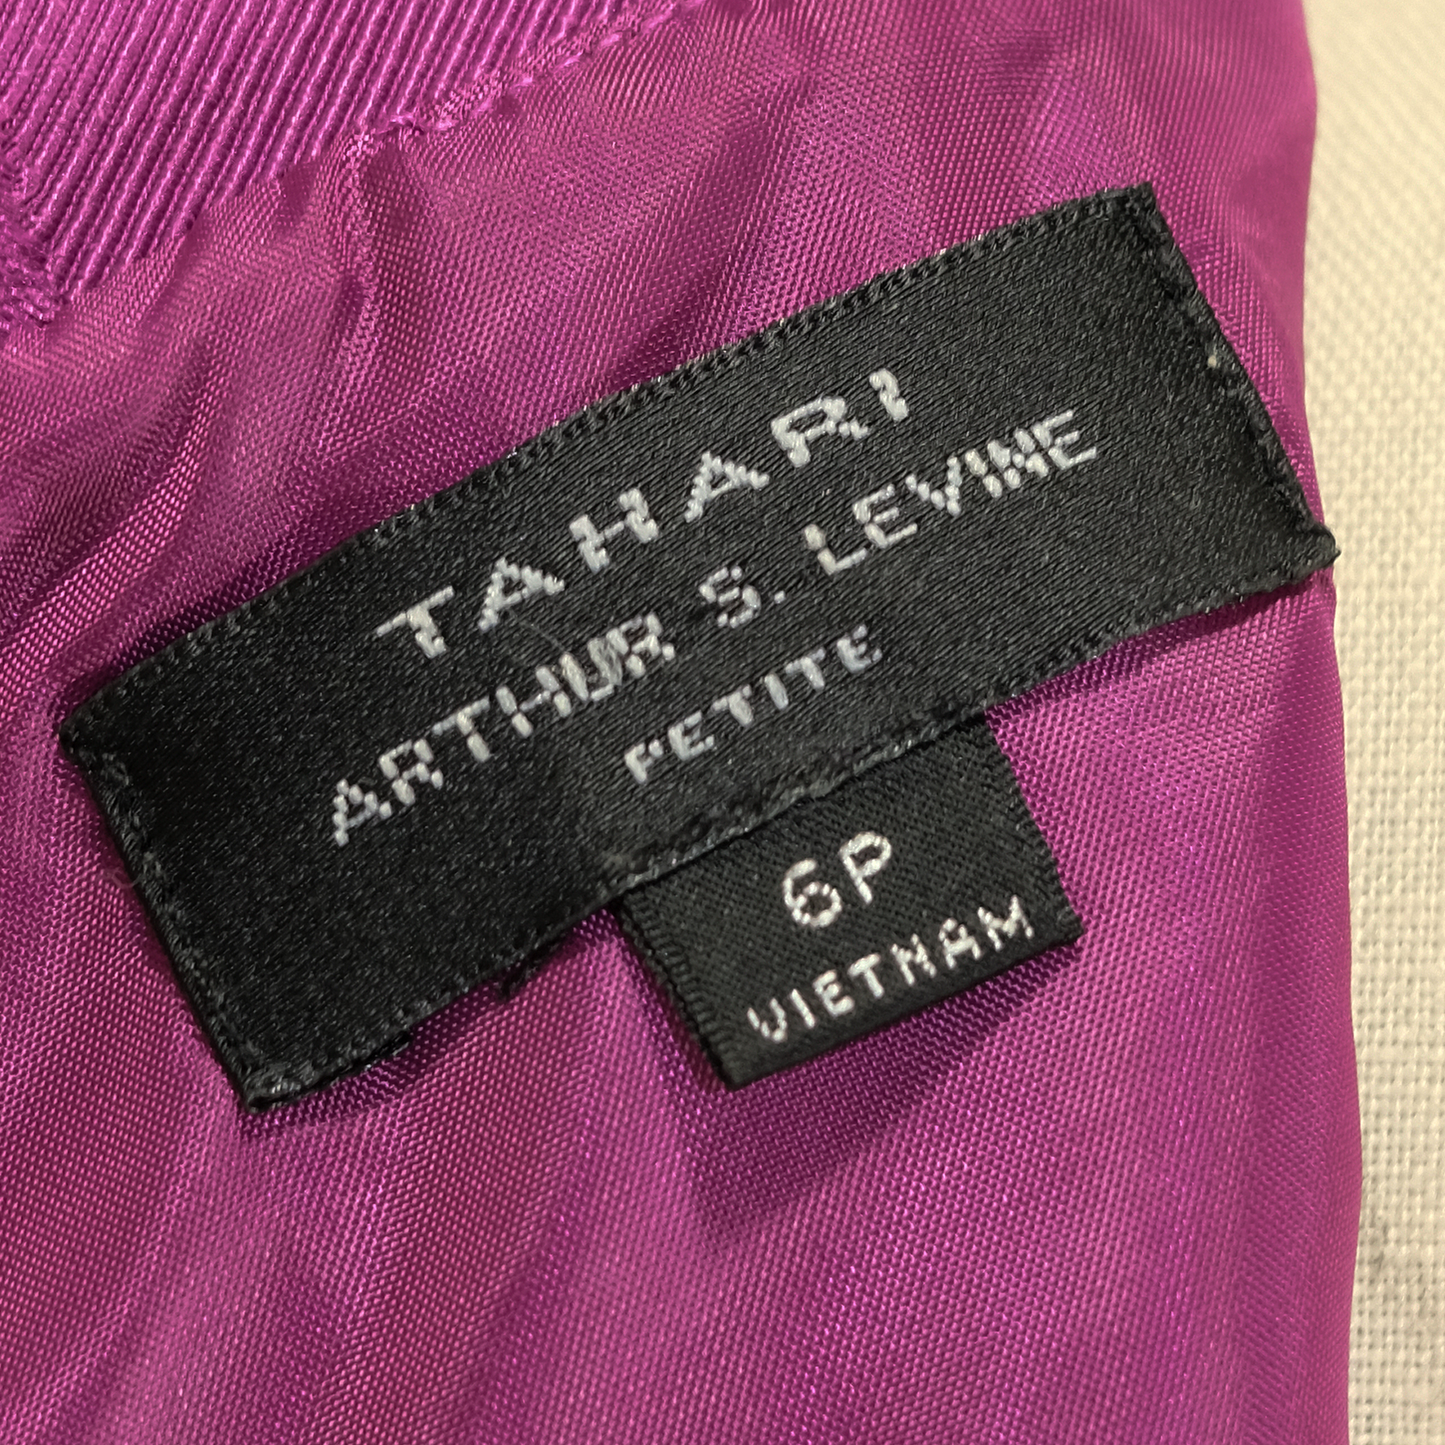 TAHARI
ARTHUR S. LEVINE
PETITE
6P
VIETNAM